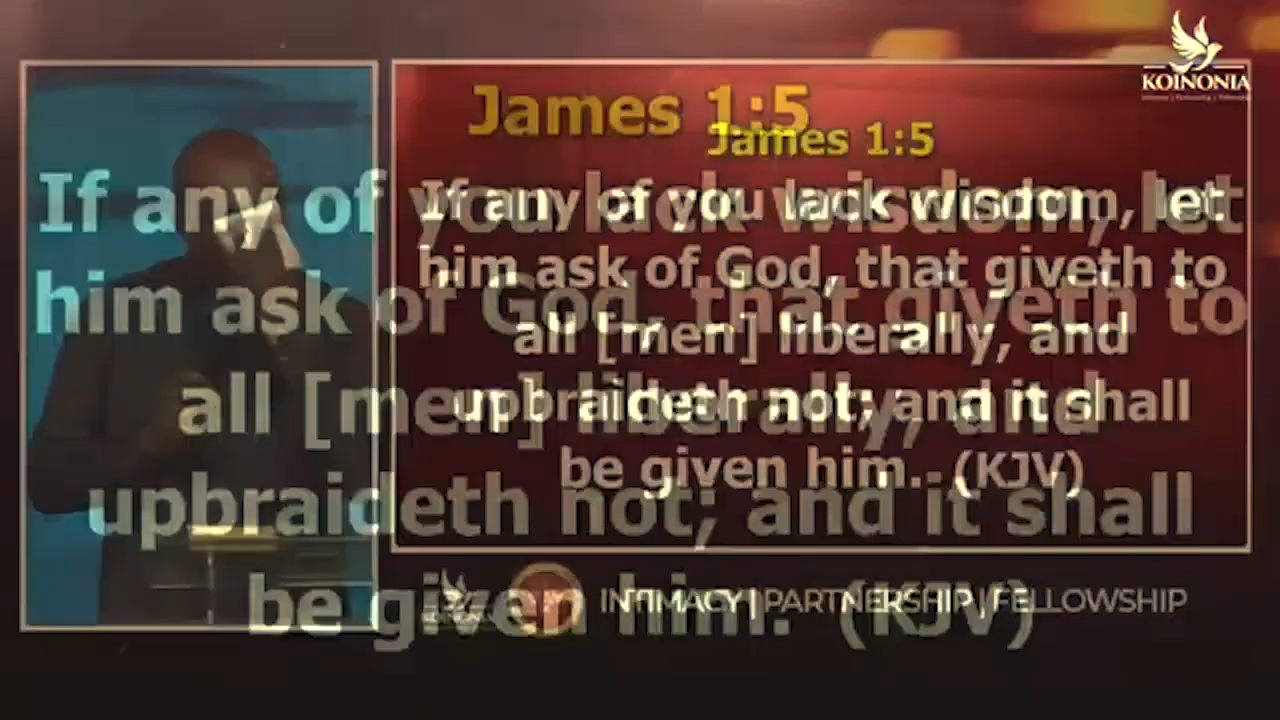 KOINONIA
James 1:5
If any of you lack wisdom, let
him ask of God, that giveth to
all [men] liberally, and
upbraideth not; and it shall
be given him. (KJV)
James 1:5
If any of you lack wisdom, let
him ask of God, that giveth to
all [men] liberally, and
upbraideth not; and it shall
be given him. (KJV)
INTIMACY | PARTNERSHIP | FELLOWSHIP